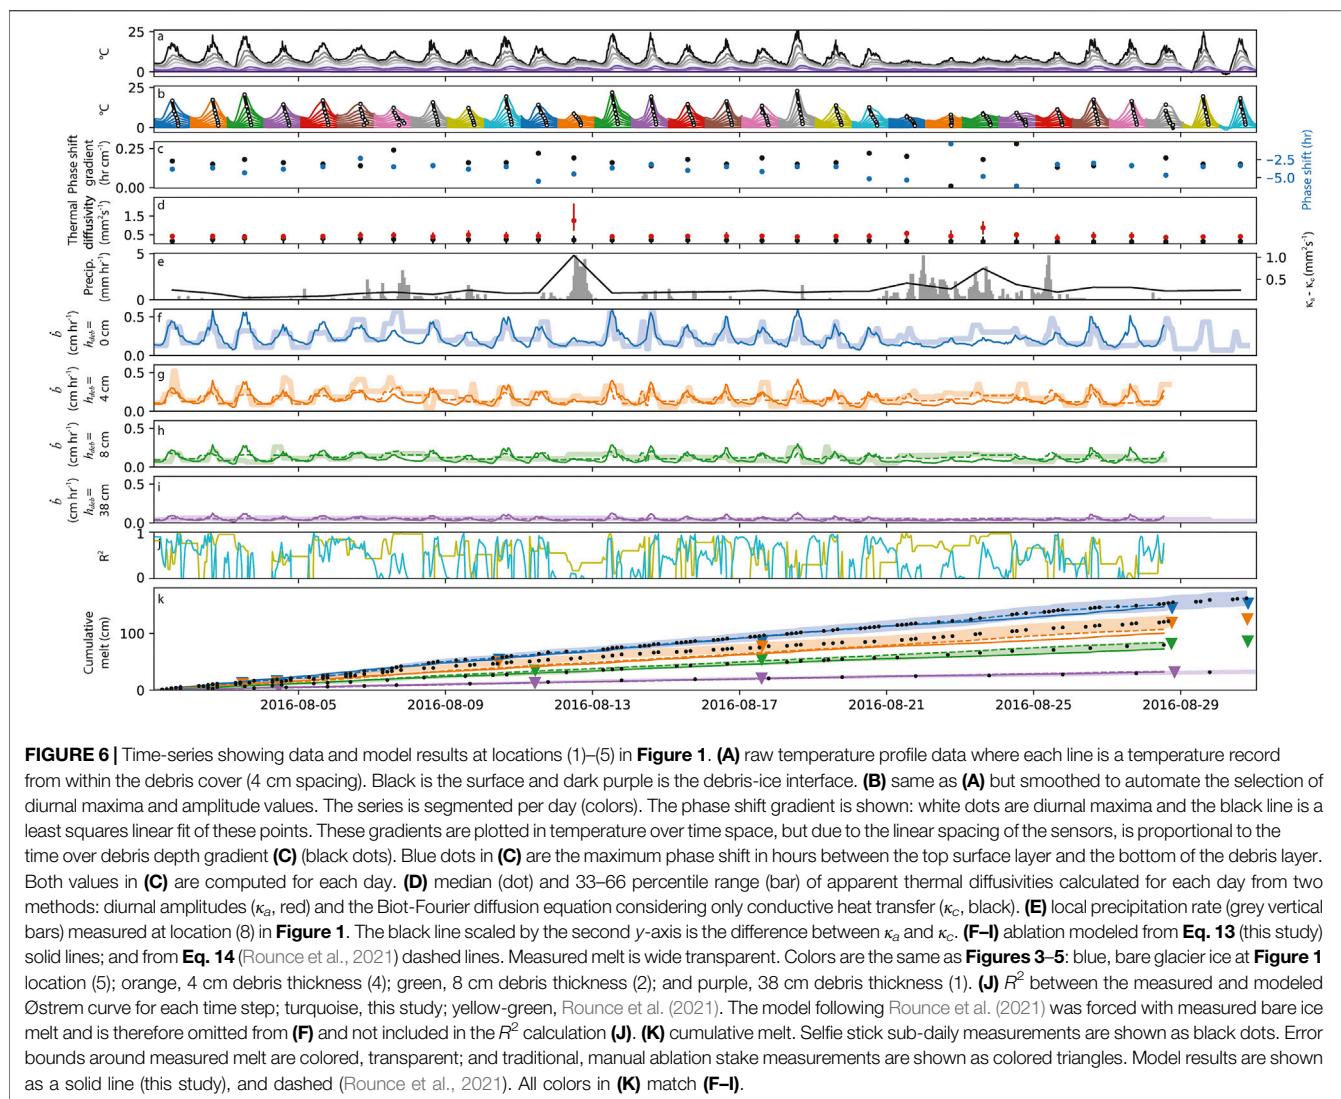 a
25
0
°C
b
25
0
°C
c
0.25
0.00
Phase shift
gradient
(hr cm⁻¹)
−2.5
−5.0
Phase shift (hr)
d
1.5
0.5
Thermal
diffusivity
(mm²s⁻¹)
e
5
0
Precip.
(mm hr⁻¹)
1.0
0.5
κₐ - κ꜀ (mm²s⁻¹)
f
0.5
0.0
ḃ
(cm hr⁻¹)
h_deb =
0 cm
g
0.5
0.0
ḃ
(cm hr⁻¹)
h_deb =
4 cm
h
0.5
0.0
ḃ
(cm hr⁻¹)
h_deb =
8 cm
i
0.5
0.0
ḃ
(cm hr⁻¹)
h_deb =
38 cm
j
1
0
R²
k
100
0
Cumulative
melt (cm)
2016-08-05 2016-08-09 2016-08-13 2016-08-17 2016-08-21 2016-08-25 2016-08-29
FIGURE 6 | Time-series showing data and model results at locations (1)–(5) in Figure 1. (A) raw temperature profile data where each line is a temperature record
from within the debris cover (4 cm spacing). Black is the surface and dark purple is the debris-ice interface. (B) same as (A) but smoothed to automate the selection of
diurnal maxima and amplitude values. The series is segmented per day (colors). The phase shift gradient is shown: white dots are diurnal maxima and the black line is a
least squares linear fit of these points. These gradients are plotted in temperature over time space, but due to the linear spacing of the sensors, is proportional to the
time over debris depth gradient (C) (black dots). Blue dots in (C) are the maximum phase shift in hours between the top surface layer and the bottom of the debris layer.
Both values in (C) are computed for each day. (D) median (dot) and 33–66 percentile range (bar) of apparent thermal diffusivities calculated for each day from two
methods: diurnal amplitudes (κₐ, red) and the Biot-Fourier diffusion equation considering only conductive heat transfer (κ꜀, black). (E) local precipitation rate (grey vertical
bars) measured at location (8) in Figure 1. The black line scaled by the second y-axis is the difference between κₐ and κ꜀. (F–I) ablation modeled from Eq. 13 (this study)
solid lines; and from Eq. 14 (Rounce et al., 2021) dashed lines. Measured melt is wide transparent. Colors are the same as Figures 3–5: blue, bare glacier ice at Figure 1
location (5); orange, 4 cm debris thickness (4); green, 8 cm debris thickness (2); and purple, 38 cm debris thickness (1). (J) R² between the measured and modeled
Østrem curve for each time step; turquoise, this study; yellow-green, Rounce et al. (2021). The model following Rounce et al. (2021) was forced with measured bare ice
melt and is therefore omitted from (F) and not included in the R² calculation (J). (K) cumulative melt. Selfie stick sub-daily measurements are shown as black dots. Error
bounds around measured melt are colored, transparent; and traditional, manual ablation stake measurements are shown as colored triangles. Model results are shown
as a solid line (this study), and dashed (Rounce et al., 2021). All colors in (K) match (F–I).